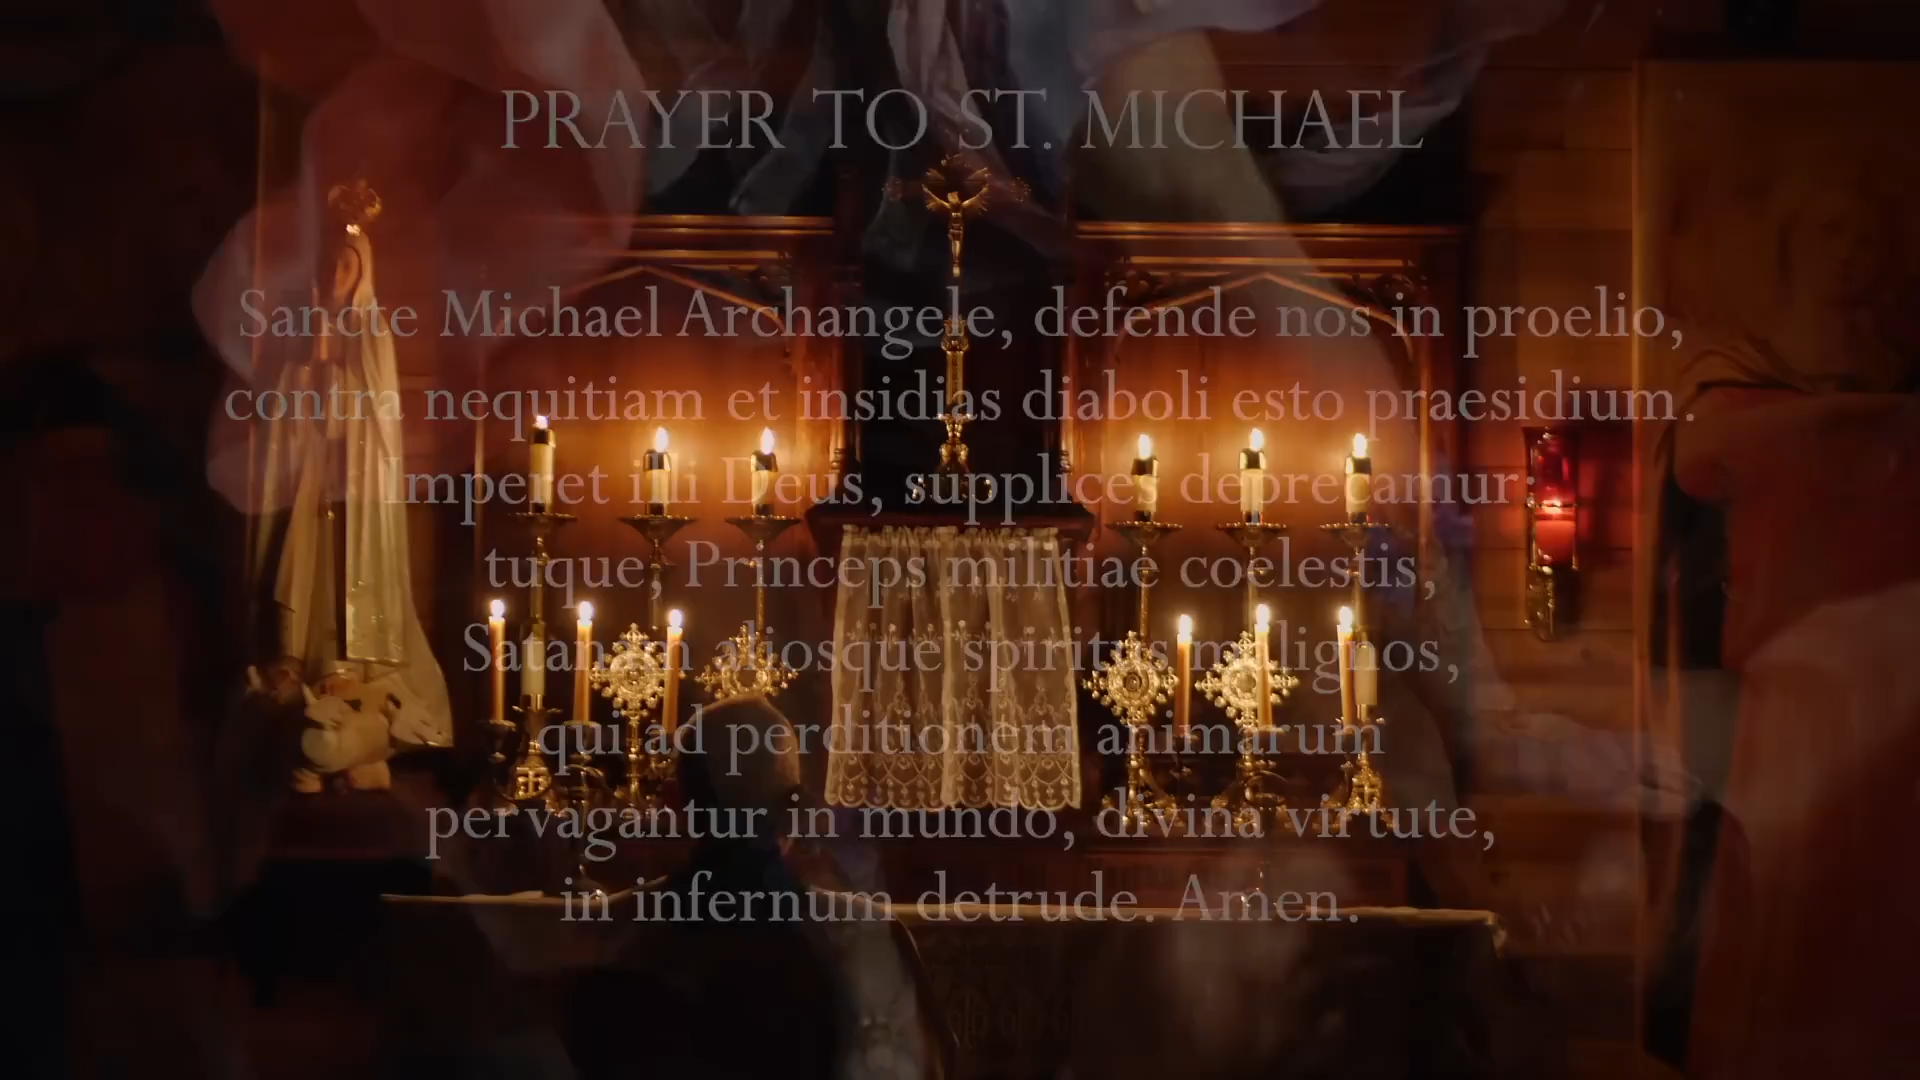 PRAYER TO ST. MICHAEL
Sancte Michael Archangele, defende nos in proelio,
contra nequitiam et insidias diaboli esto praesidium.
Imperet illi Deus, supplices deprecamur:
tuque, Princeps militiae coelestis,
Satanam aliosque spiritus malignos,
qui ad perditionem animarum
pervagantur in mundo, divina virtute,
in infernum detrude. Amen.